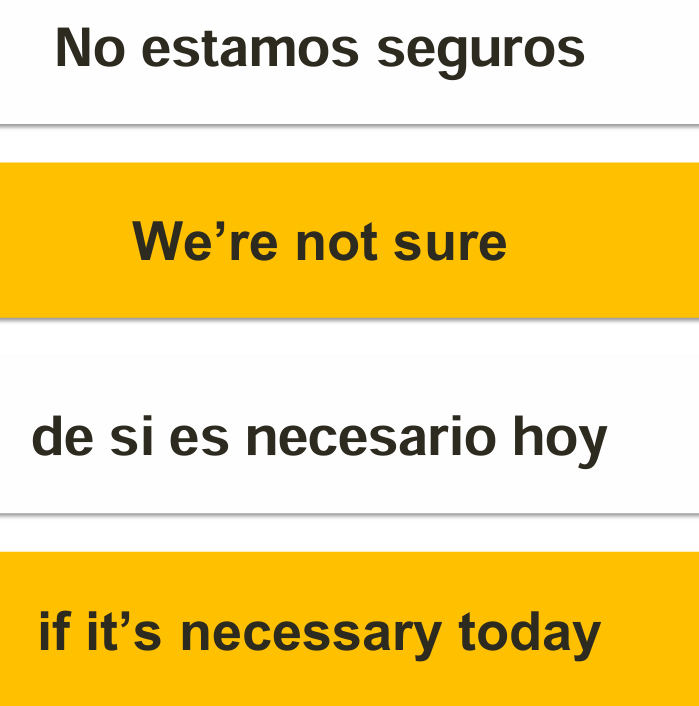 No estamos seguros
We’re not sure
de si es necesario hoy
if it’s necessary today